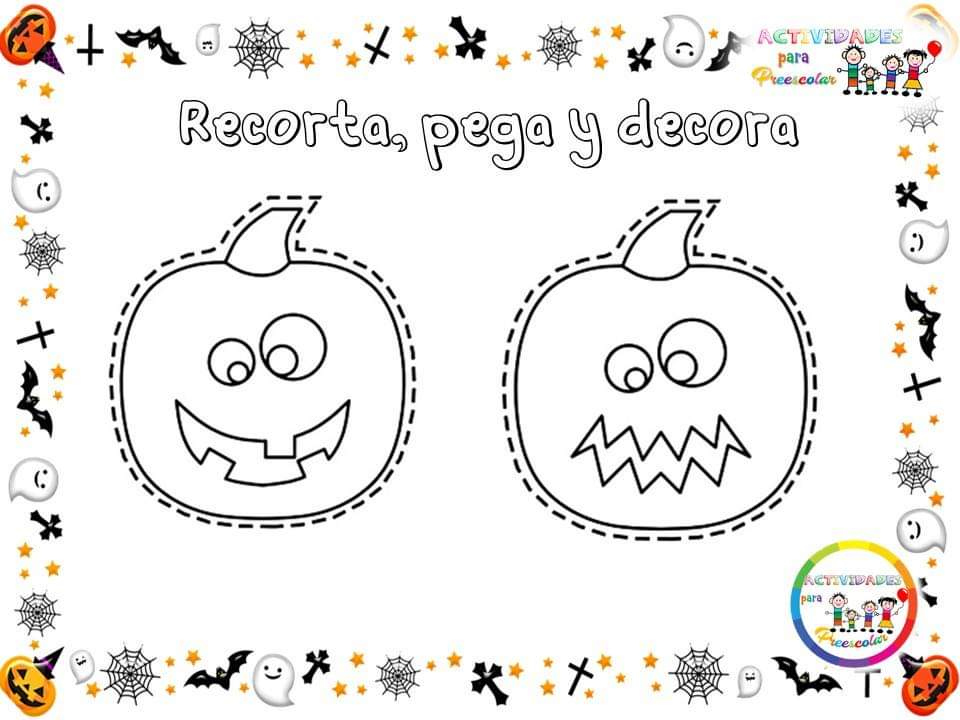 ACTIVIDADES
para
Preescolar
Recorta, pega y decora
ACTIVIDADES
para
Preescolar